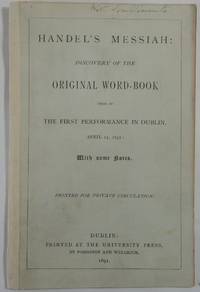 HANDEL'S MESSIAH:
DISCOVERY OF THE
ORIGINAL WORD-BOOK
USED AT
THE FIRST PERFORMANCE IN DUBLIN,
APRIL 13, 1742:
With some Notes.
PRINTED FOR PRIVATE CIRCULATION.
DUBLIN:
PRINTED AT THE UNIVERSITY PRESS,
BY PONSONBY AND WELDRICK.
1891.